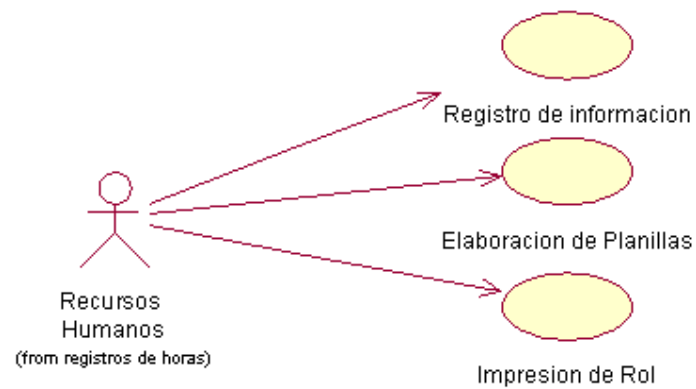 Registro de informacion
Elaboracion de Planillas
Recursos
Humanos
(from registros de horas)
Impresion de Rol